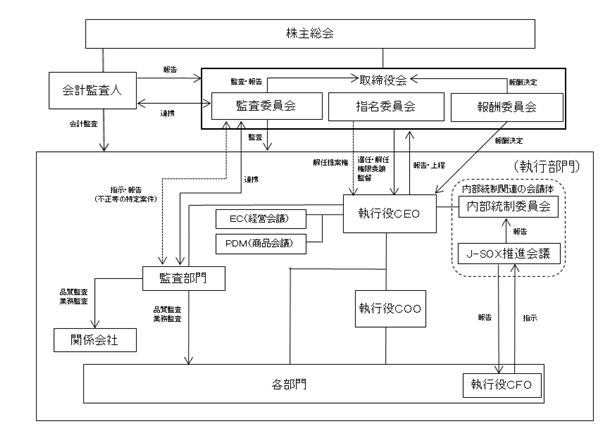 株主総会
会計監査人
報告
連携
会計監査
取締役会
監査・報告
報酬決定
監査委員会
指名委員会
報酬委員会
監査
解任提案権
選任・解任
権限委譲
監督
報告・上程
報酬決定
(執行部門)
指示・報告
(不正等の特定案件)
連携
内部統制関連の会議体
内部統制委員会
報告
J-SOX推進会議
執行役CEO
EC(経営会議)
PDM(商品会議)
監査部門
品質監査
業務監査
品質監査
業務監査
関係会社
執行役COO
報告
指示
各部門
執行役CFO